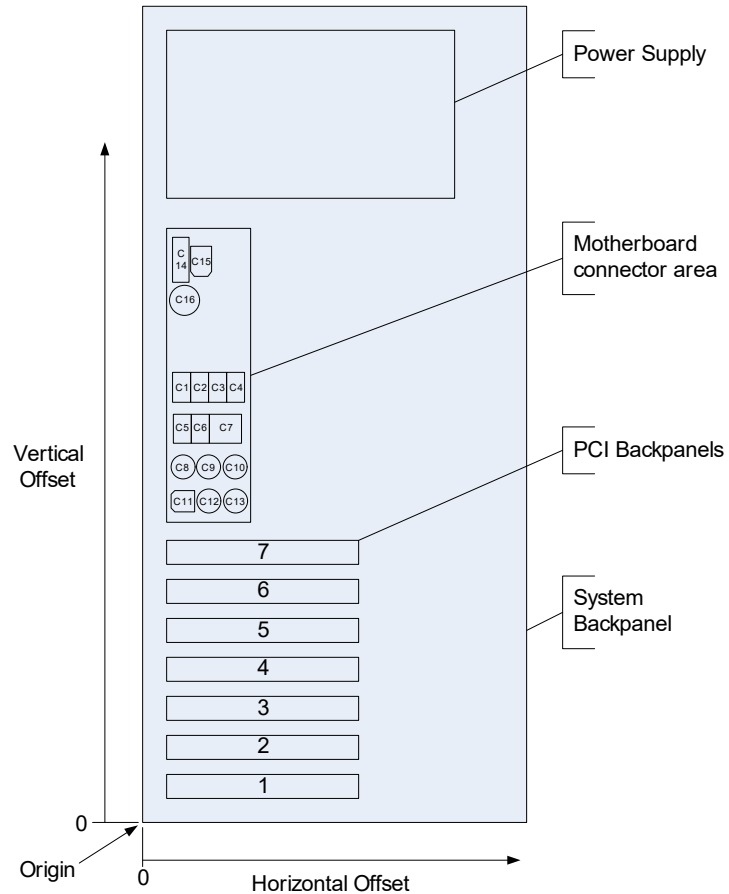 Power Supply
Motherboard
connector area
C
14
C15
C16
C1 C2 C3 C4
C5 C6 C7
C8 C9 C10
C11 C12 C13
Vertical
Offset
PCI Backpanels
7
6
5
System
Backpanel
4
3
2
1
0
Origin
0
Horizontal Offset